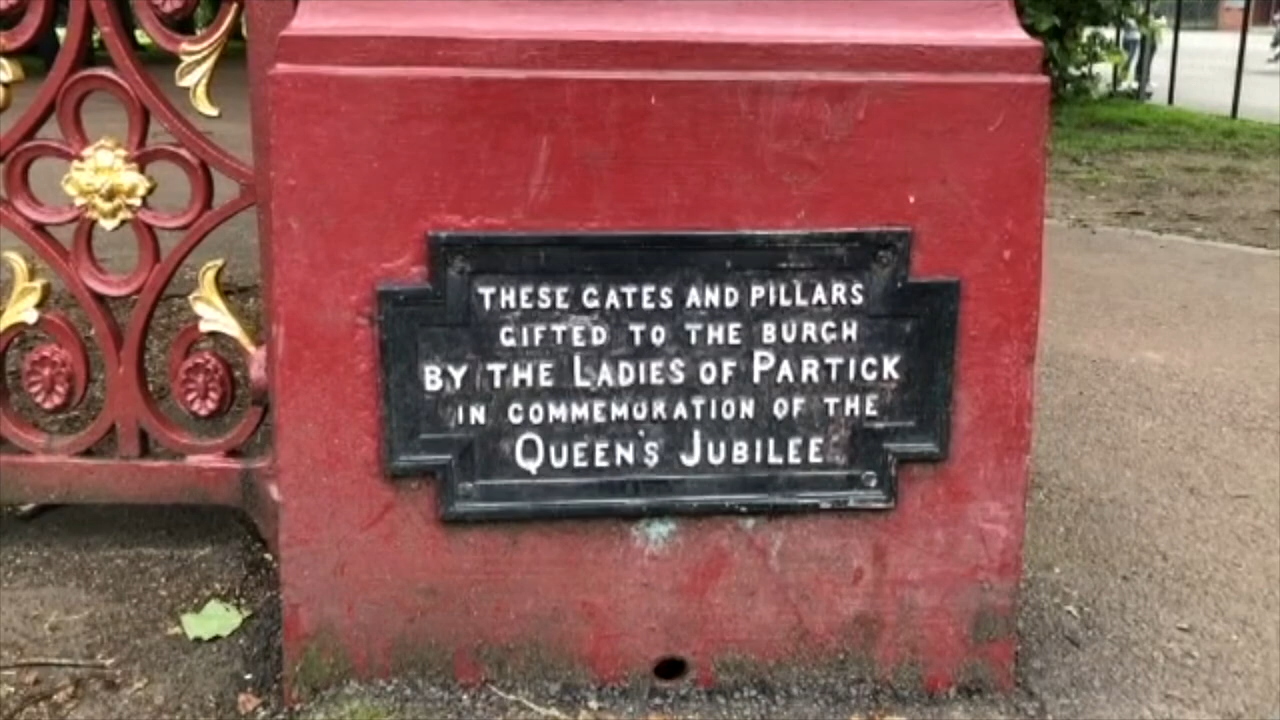 THESE GATES AND PILLARS
GIFTED TO THE BURGH
BY THE LADIES OF PARTICK
IN COMMEMORATION OF THE
QUEEN'S JUBILEE